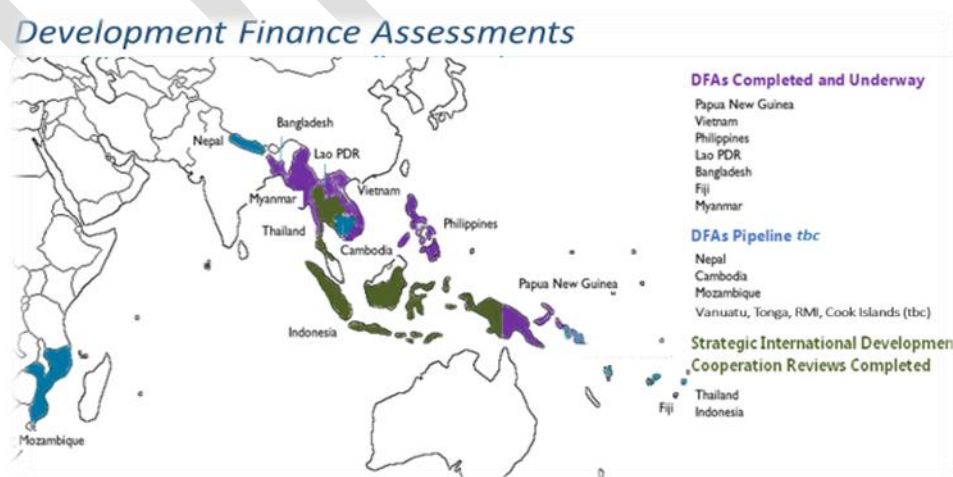 Development Finance Assessments
DFAs Completed and Underway
Papua New Guinea
Vietnam
Philippines
Lao PDR
Bangladesh
Fiji
Myanmar
DFAs Pipeline tbc
Nepal
Cambodia
Mozambique
Vanuatu, Tonga, RMI, Cook Islands (tbc)
Strategic International Developmen
Cooperation Reviews Completed
Thailand
Indonesia
Bangladesh
Nepal
Lao PDR
Myanmar
Vietnam
Thailand
Philippines
Cambodia
Papua New Guinea
Indonesia
Fiji
Mozambique